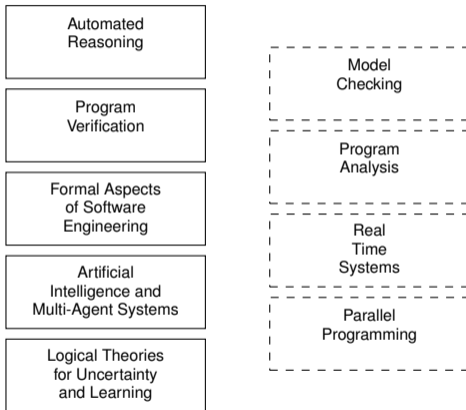 Automated
Reasoning
Program
Verification
Formal Aspects
of Software
Engineering
Artificial
Intelligence and
Multi-Agent Systems
Logical Theories
for Uncertainty
and Learning
Model
Checking
Program
Analysis
Real
Time
Systems
Parallel
Programming